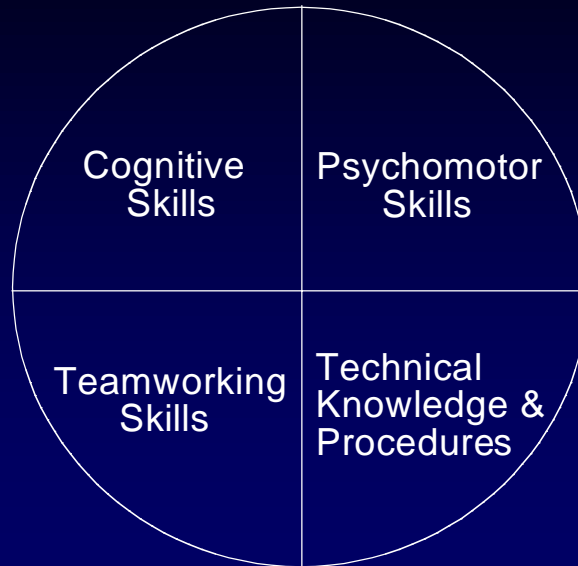 Cognitive
Skills
Psychomotor
Skills
Teamworking
Skills
Technical
Knowledge &
Procedures